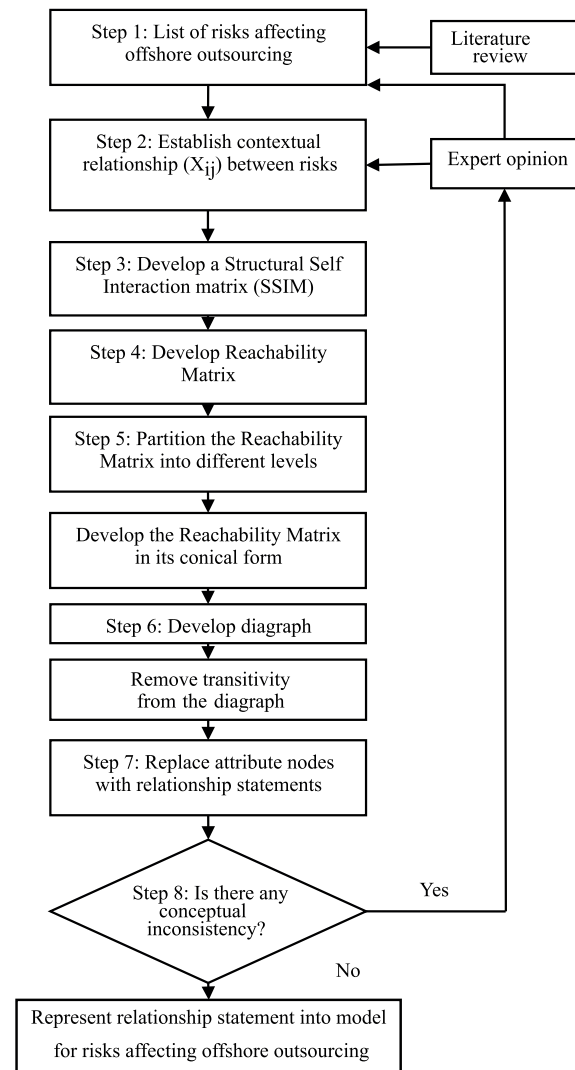 Step 1: List of risks affecting
offshore outsourcing
Literature
review
Step 2: Establish contextual
relationship (Xij) between risks
Expert opinion
Step 3: Develop a Structural Self
Interaction matrix (SSIM)
Step 4: Develop Reachability
Matrix
Step 5: Partition the Reachability
Matrix into different levels
Develop the Reachability Matrix
in its conical form
Step 6: Develop diagraph
Remove transitivity
from the diagraph
Step 7: Replace attribute nodes
with relationship statements
Step 8: Is there any
conceptual
inconsistency?
Yes
No
Represent relationship statement into model
for risks affecting offshore outsourcing